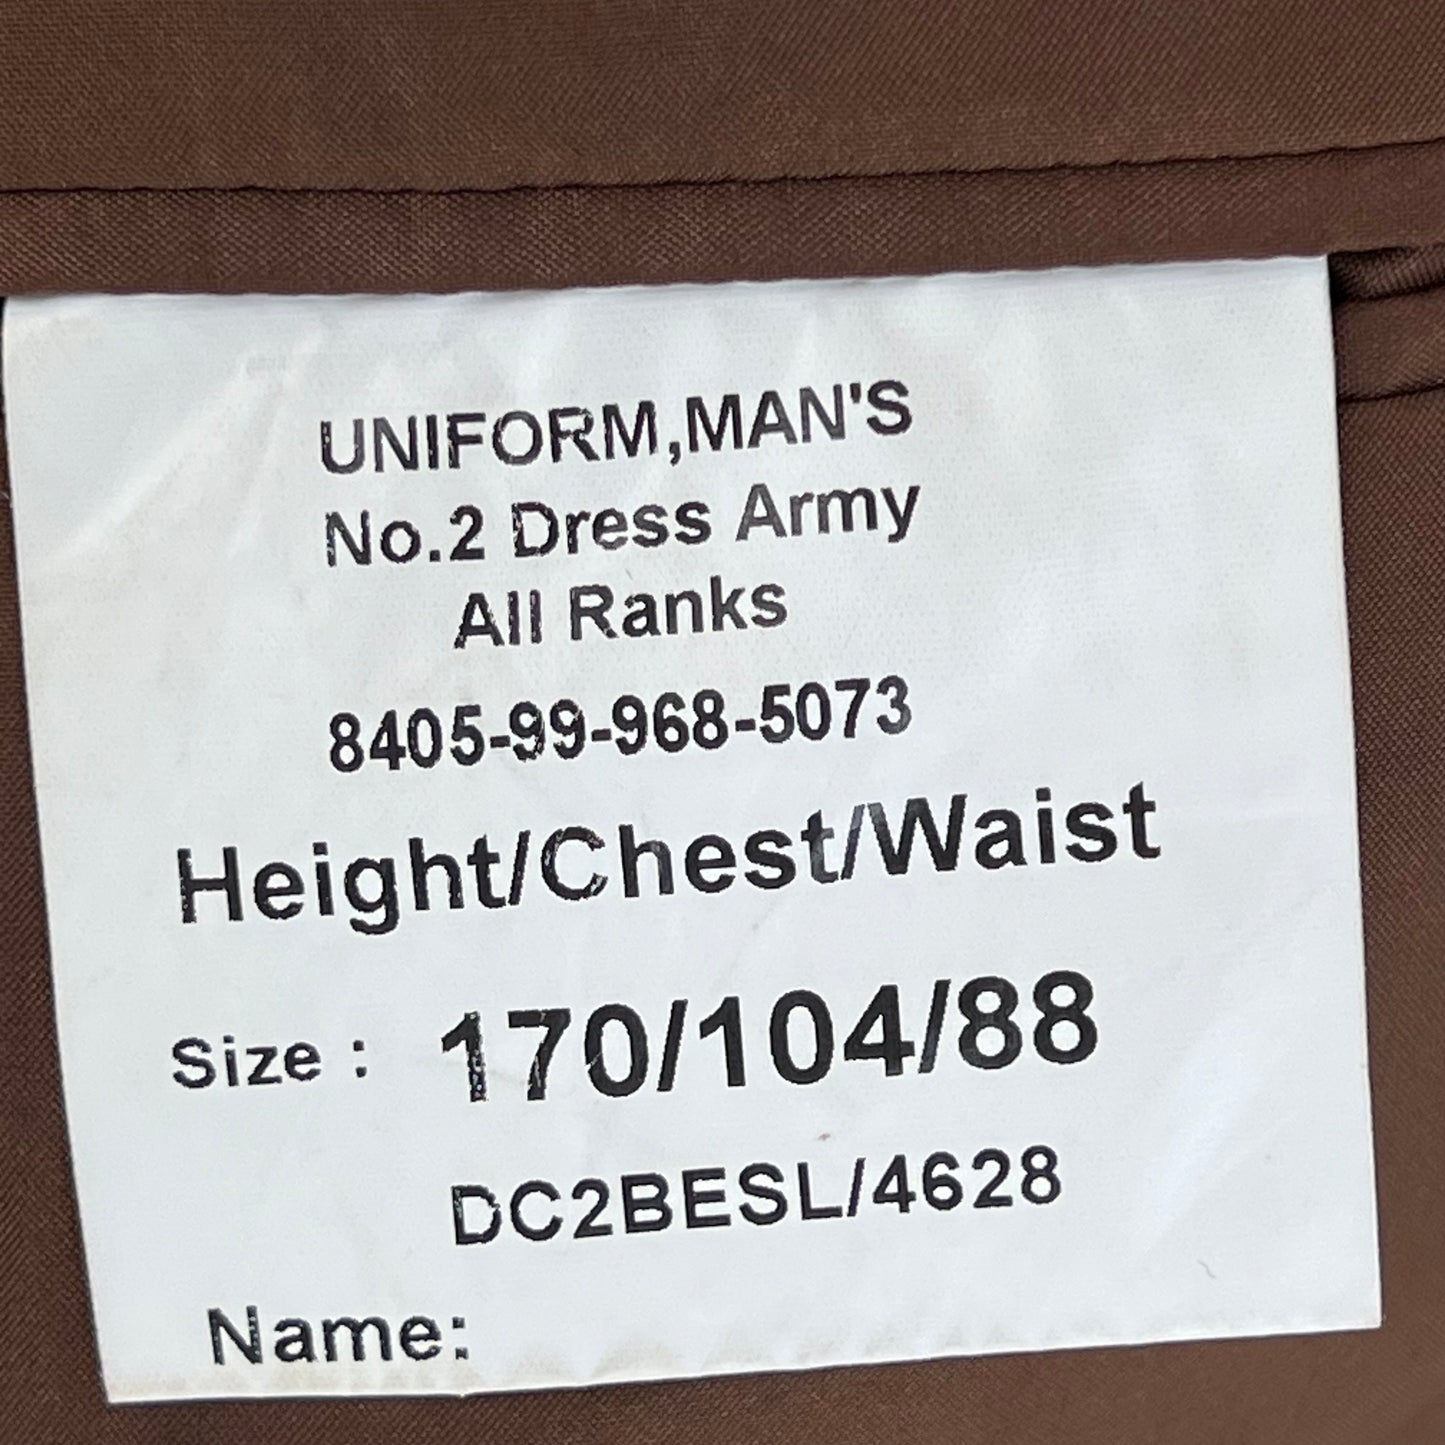 UNIFORM,MAN'S
No.2 Dress Army
All Ranks
8405-99-968-5073
Height/Chest/Waist
Size : 170/104/88
DC2BESL/4628
Name: